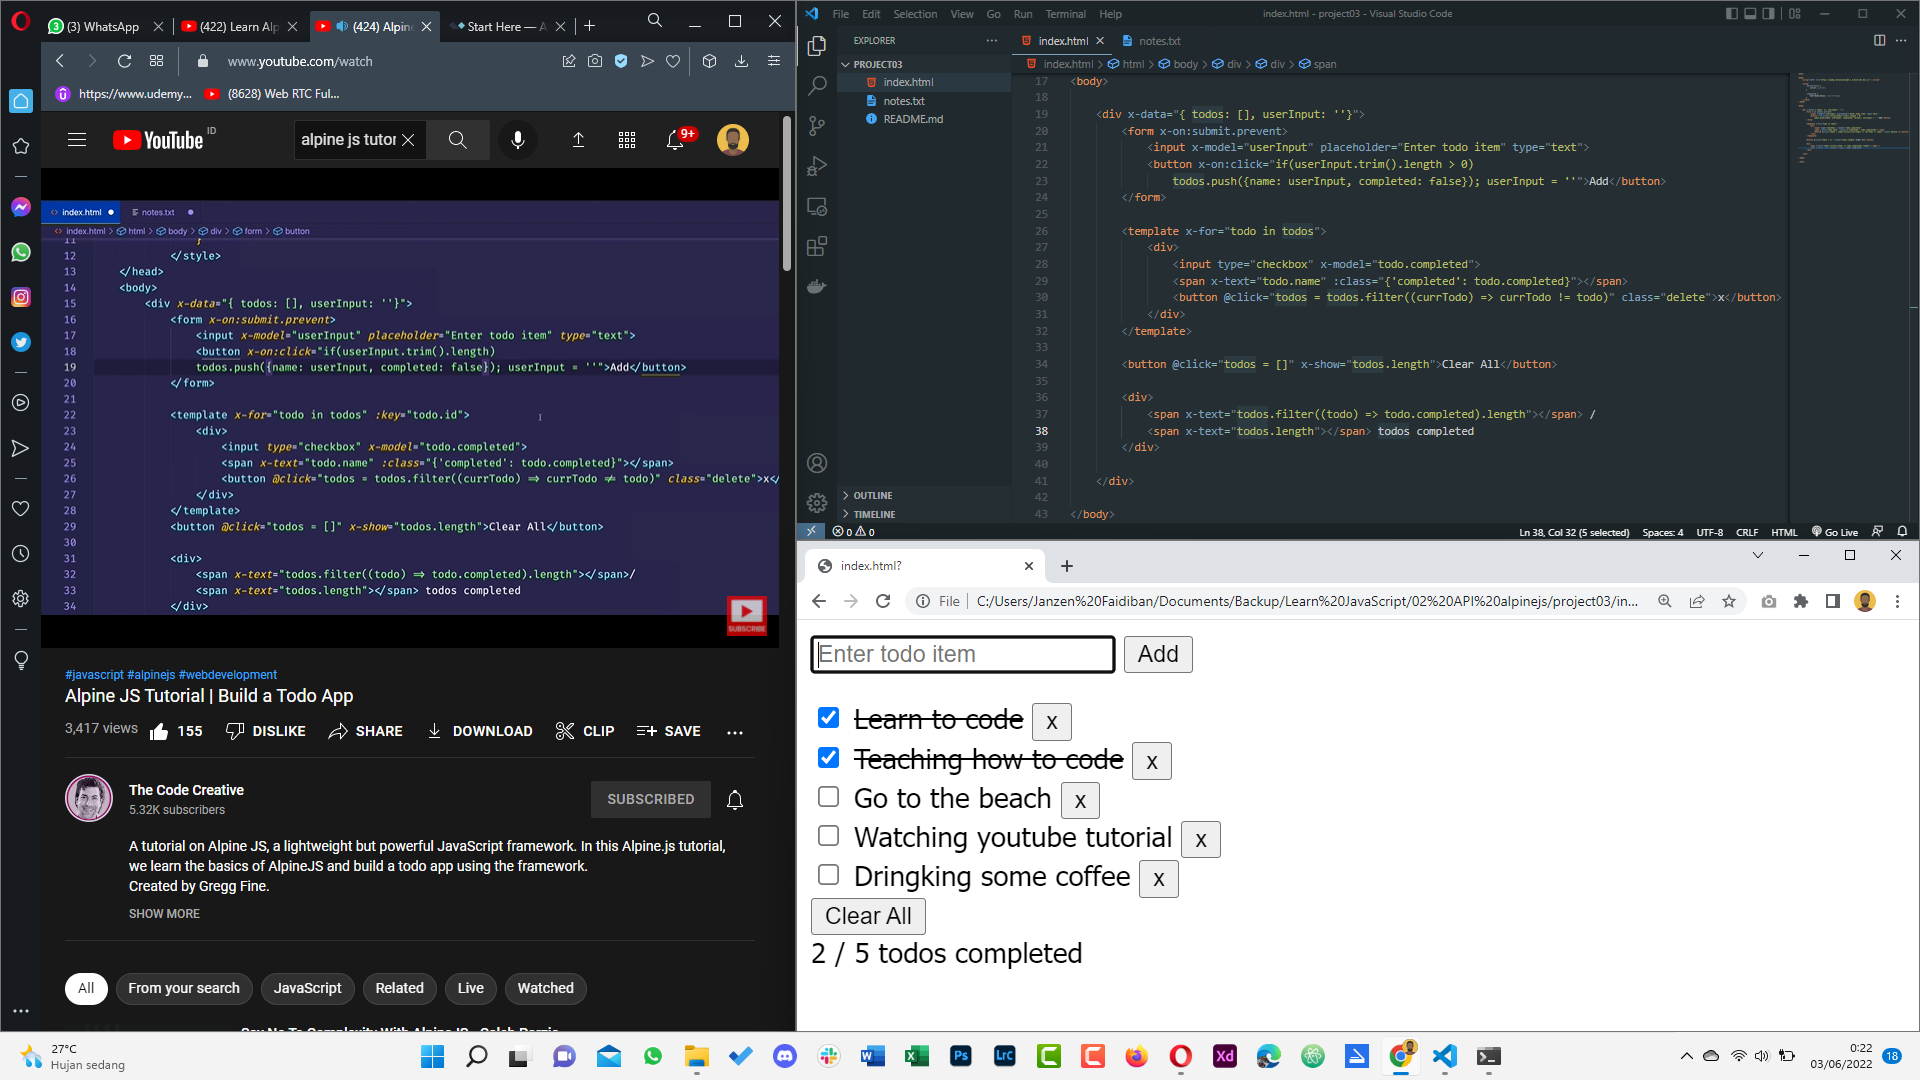 (3) WhatsApp
(422) Learn Alp
(424) Alpine
Start Here — A
www.youtube.com/watch
https://www.udemy...
(8628) Web RTC Ful...
YouTube ID
alpine js tutor
9+
index.html
notes.txt
index.html > html > body > div > form > button
11 }
12 </style>
13 </head>
14 <body>
15 <div x-data="{ todos: [], userInput: ''}">
16 <form x-on:submit.prevent>
17 <input x-model="userInput" placeholder="Enter todo item" type="text">
18 <button x-on:click="if(userInput.trim().length)
19 todos.push({name: userInput, completed: false}); userInput = ''">Add</button>
20 </form>
21
22 <template x-for="todo in todos" :key="todo.id">
23 <div>
24 <input type="checkbox" x-model="todo.completed">
25 <span x-text="todo.name" :class="{'completed': todo.completed}"></span>
26 <button @click="todos = todos.filter((currTodo) => currTodo != todo)" class="delete">x</
27 </div>
28 </template>
29 <button @click="todos = []" x-show="todos.length">Clear All</button>
30
31 <div>
32 <span x-text="todos.filter((todo) => todo.completed).length"></span>/
33 <span x-text="todos.length"></span> todos completed
34 </div>
SUBSCRIBE
#javascript #alpinejs #webdevelopment
Alpine JS Tutorial | Build a Todo App
3,417 views
155
DISLIKE
SHARE
DOWNLOAD
CLIP
SAVE
The Code Creative
5.32K subscribers
SUBSCRIBED
A tutorial on Alpine JS, a lightweight but powerful JavaScript framework. In this Alpine.js tutorial,
we learn the basics of AlpineJS and build a todo app using the framework.
Created by Gregg Fine.
SHOW MORE
All
From your search
JavaScript
Related
Live
Watched
File Edit Selection View Go Run Terminal Help
index.html - project03 - Visual Studio Code
EXPLORER
PROJECT03
index.html
notes.txt
README.md
OUTLINE
TIMELINE
index.html
notes.txt
index.html > html > body > div > div > span
17 <body>
18
19 <div x-data="{ todos: [], userInput: ''}">
20 <form x-on:submit.prevent>
21 <input x-model="userInput" placeholder="Enter todo item" type="text">
22 <button x-on:click="if(userInput.trim().length > 0)
23 todos.push({name: userInput, completed: false}); userInput = ''">Add</button>
24 </form>
25
26 <template x-for="todo in todos">
27 <div>
28 <input type="checkbox" x-model="todo.completed">
29 <span x-text="todo.name" :class="{'completed': todo.completed}"></span>
30 <button @click="todos = todos.filter((currTodo) => currTodo != todo)" class="delete">x</button>
31 </div>
32 </template>
33
34 <button @click="todos = []" x-show="todos.length">Clear All</button>
35
36 <div>
37 <span x-text="todos.filter((todo) => todo.completed).length"></span> /
38 <span x-text="todos.length"></span> todos completed
39 </div>
40
41 </div>
42
43 </body>
0 0
Ln 38, Col 32 (5 selected) Spaces: 4 UTF-8 CRLF HTML Go Live
index.html?
File
C:/Users/Janzen%20Faidiban/Documents/Backup/Learn%20JavaScript/02%20API%20alpinejs/project03/in...
Enter todo item
Add
Learn to code x
Teaching how to code x
Go to the beach x
Watching youtube tutorial x
Dringking some coffee x
Clear All
2 / 5 todos completed
27°C
Hujan sedang
Ps
Lrc
Xd
0:22
03/06/2022
18